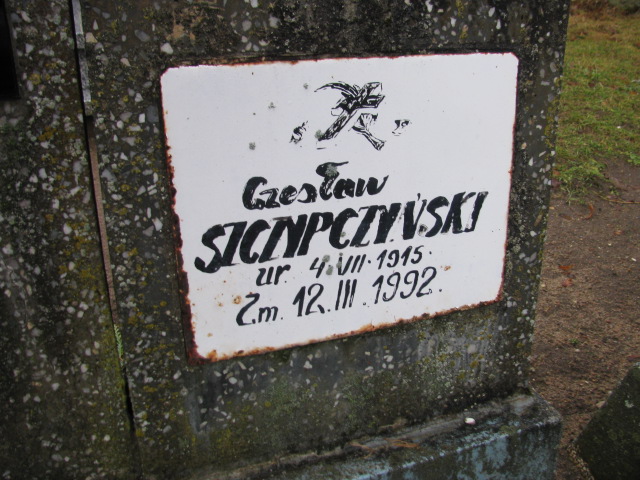 Czesław
SZCZYPCZYŃSKI
ur. 4.VII.1915.
Zm. 12.III.1992.